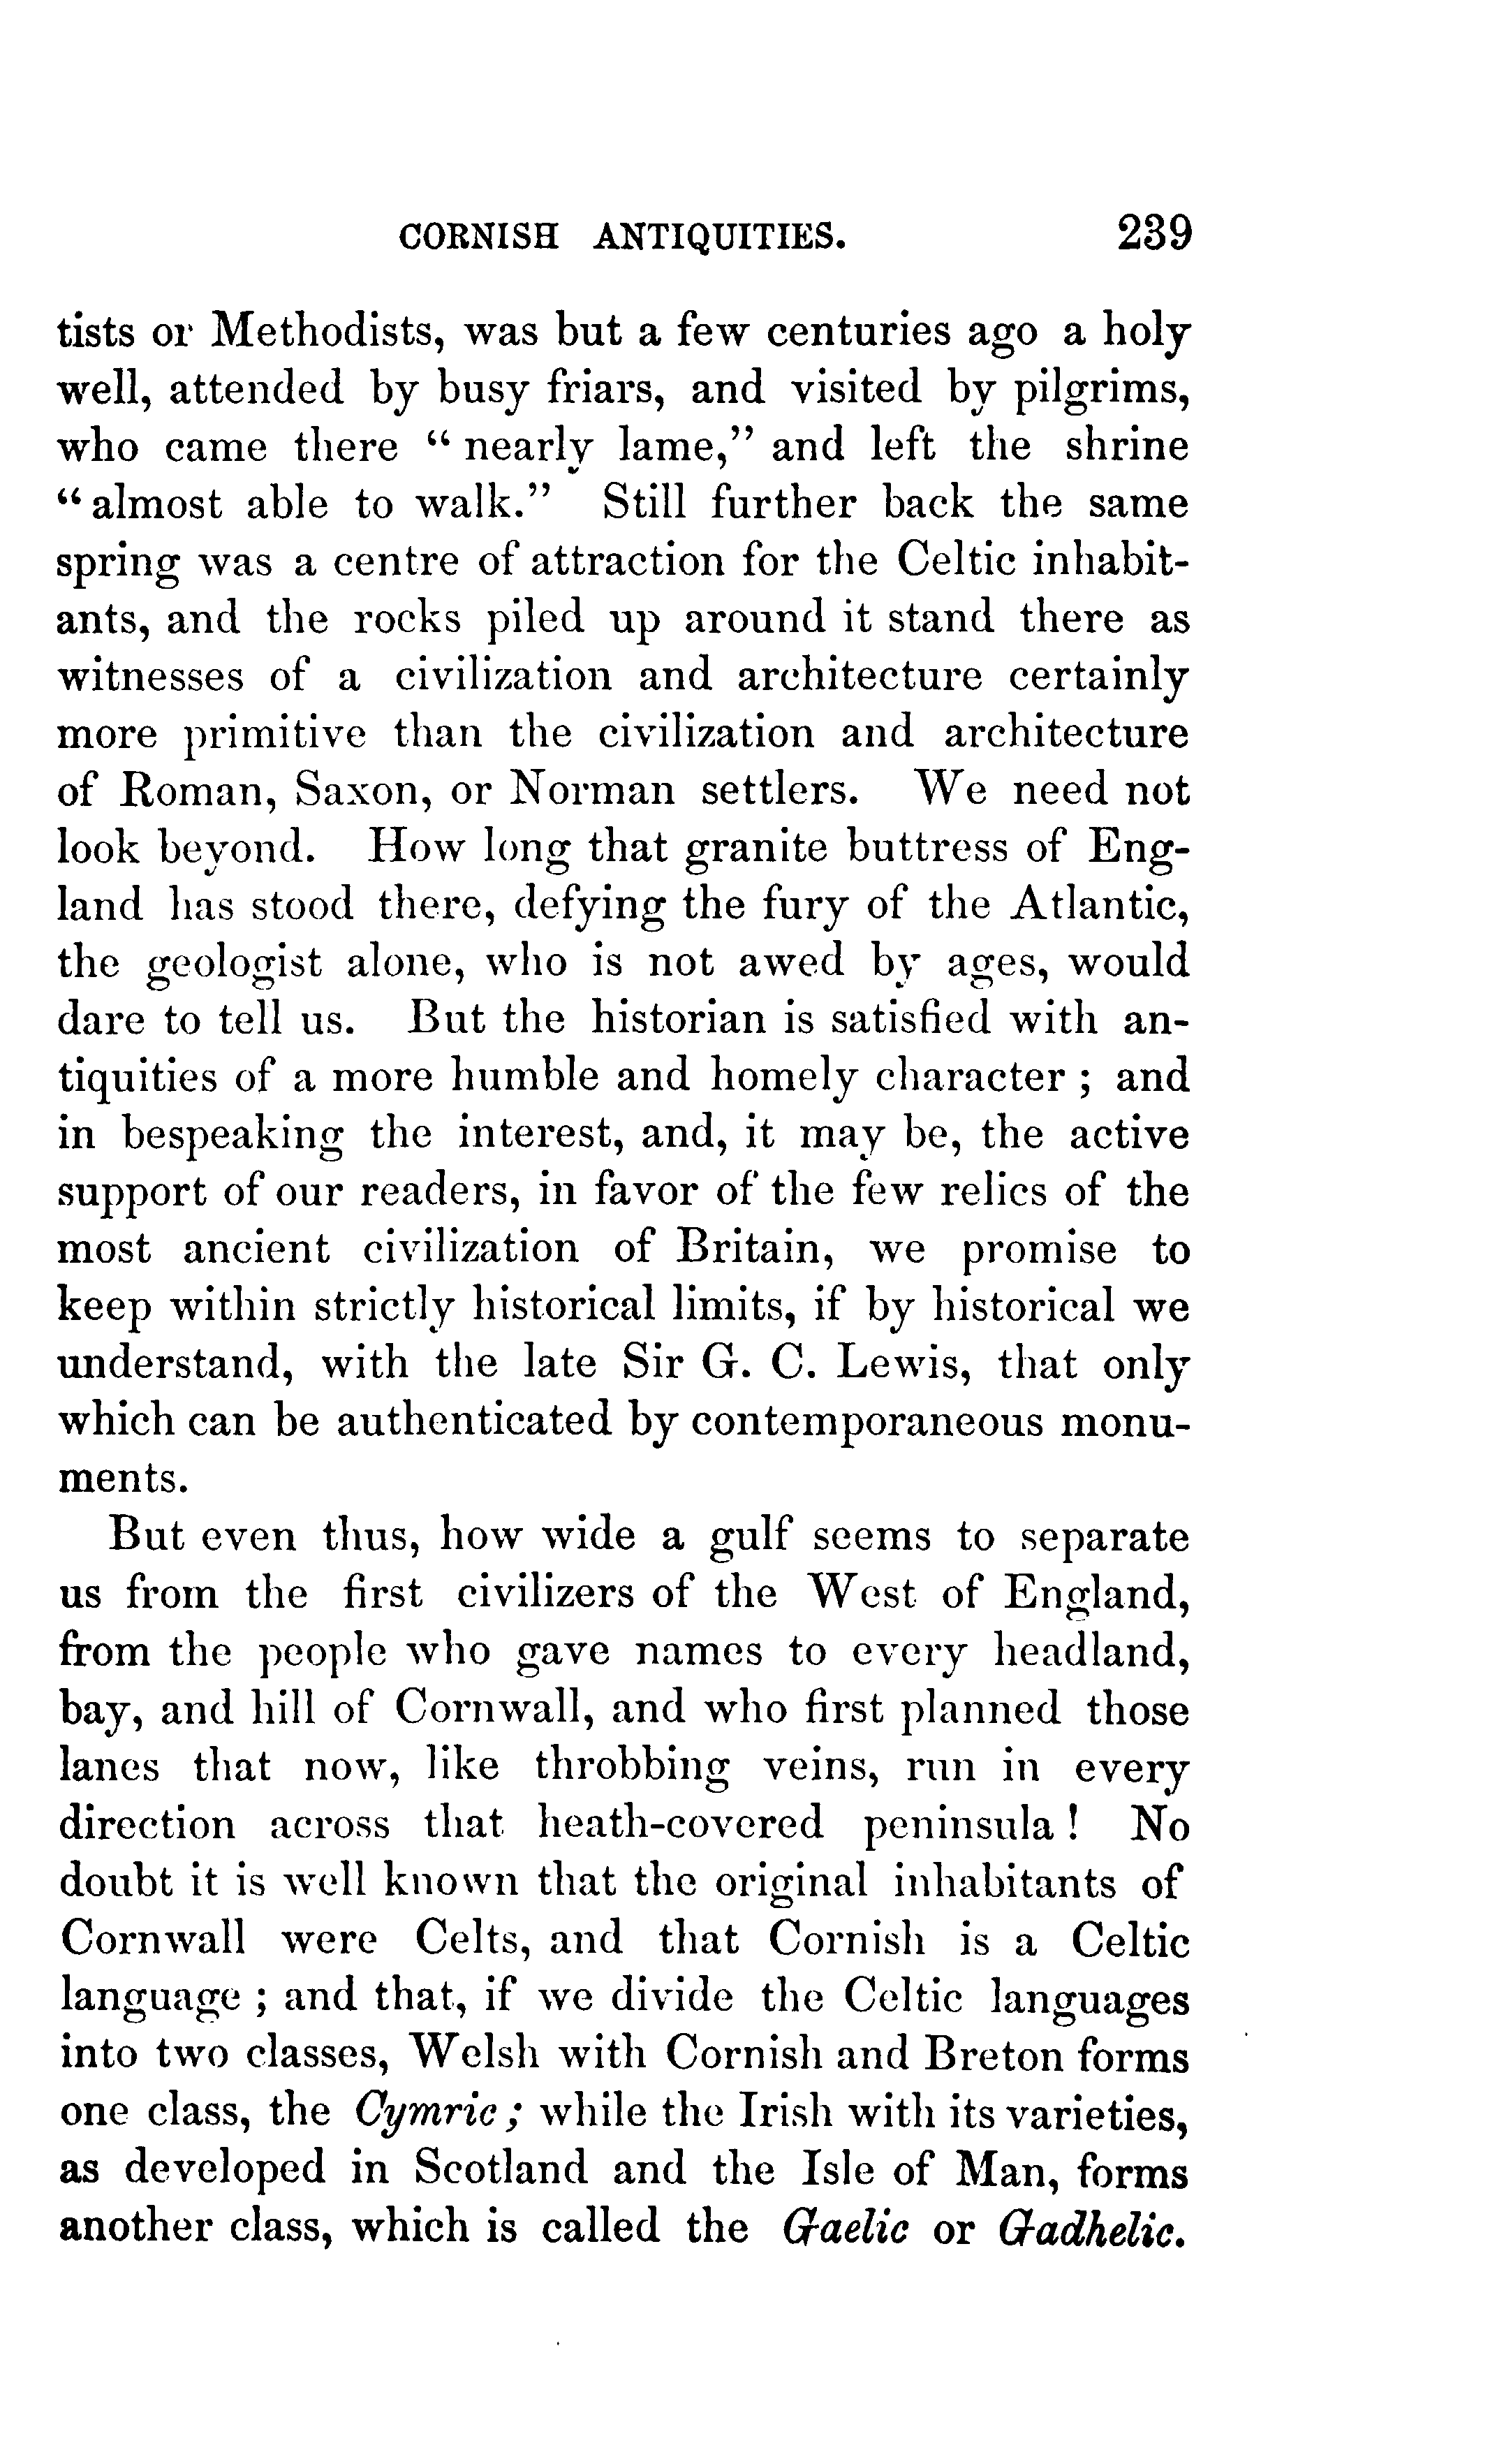 CORNISH ANTIQUITIES. 239
tists or Methodists, was but a few centuries ago a holy
well, attended by busy friars, and visited by pilgrims,
who came there " nearly lame," and left the shrine
" almost able to walk." Still further back the same
spring was a centre of attraction for the Celtic inhabit-
ants, and the rocks piled up around it stand there as
witnesses of a civilization and architecture certainly
more primitive than the civilization and architecture
of Roman, Saxon, or Norman settlers. We need not
look beyond. How long that granite buttress of Eng-
land has stood there, defying the fury of the Atlantic,
the geologist alone, who is not awed by ages, would
dare to tell us. But the historian is satisfied with an-
tiquities of a more humble and homely character ; and
in bespeaking the interest, and, it may be, the active
support of our readers, in favor of the few relics of the
most ancient civilization of Britain, we promise to
keep within strictly historical limits, if by historical we
understand, with the late Sir G. C. Lewis, that only
which can be authenticated by contemporaneous monu-
ments.
But even thus, how wide a gulf seems to separate
us from the first civilizers of the West of England,
from the people who gave names to every headland,
bay, and hill of Cornwall, and who first planned those
lanes that now, like throbbing veins, run in every
direction across that heath-covered peninsula ! No
doubt it is well known that the original inhabitants of
Cornwall were Celts, and that Cornish is a Celtic
language ; and that, if we divide the Celtic languages
into two classes, Welsh with Cornish and Breton forms
one class, the Cymric ; while the Irish with its varieties,
as developed in Scotland and the Isle of Man, forms
another class, which is called the Gaelic or Gadhelic.